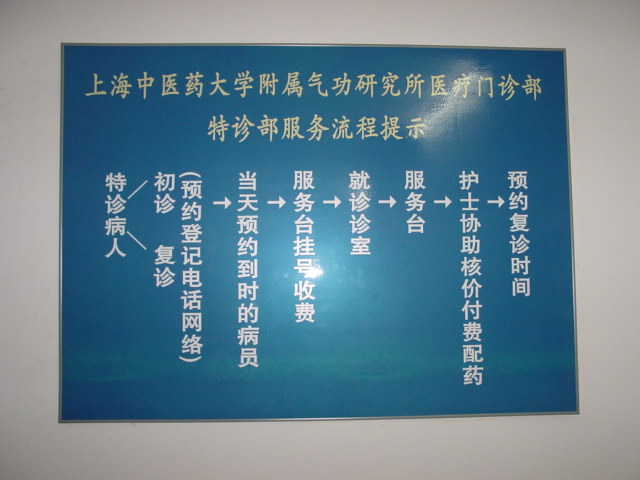 上海中医药大学附属气功研究所医疗门诊部
特诊部服务流程提示
特诊病人
初诊 复诊
(预约登记电话网络)
→
当天预约到时的病员
→
服务台挂号收费
→
就诊诊室
→
服务台
→
护士协助核价付费配药
→
预约复诊时间